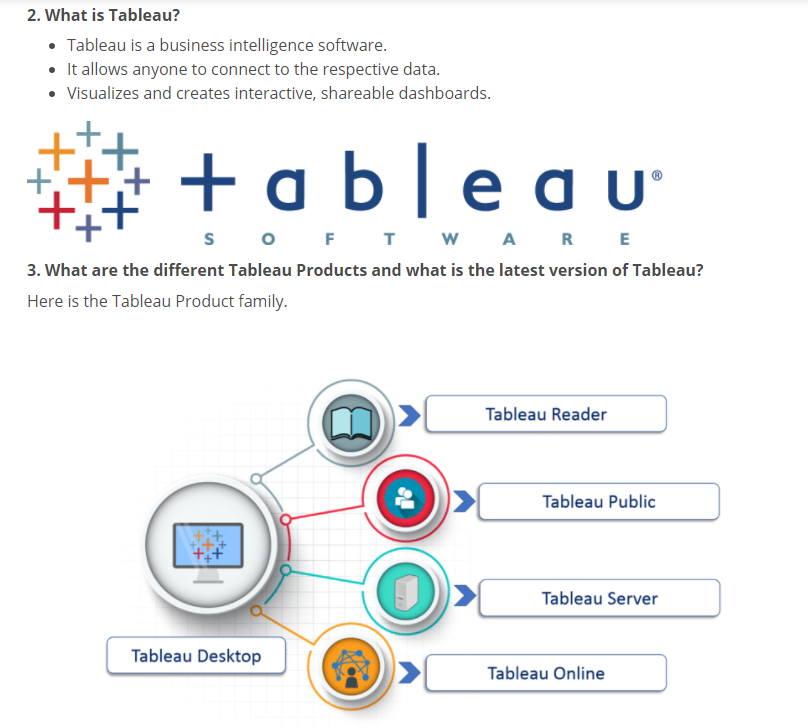 2. What is Tableau?
• Tableau is a business intelligence software.
• It allows anyone to connect to the respective data.
• Visualizes and creates interactive, shareable dashboards.
+ableau®
SOFTWARE
3. What are the different Tableau Products and what is the latest version of Tableau?
Here is the Tableau Product family.
Tableau Reader
Tableau Public
Tableau Server
Tableau Desktop
Tableau Online